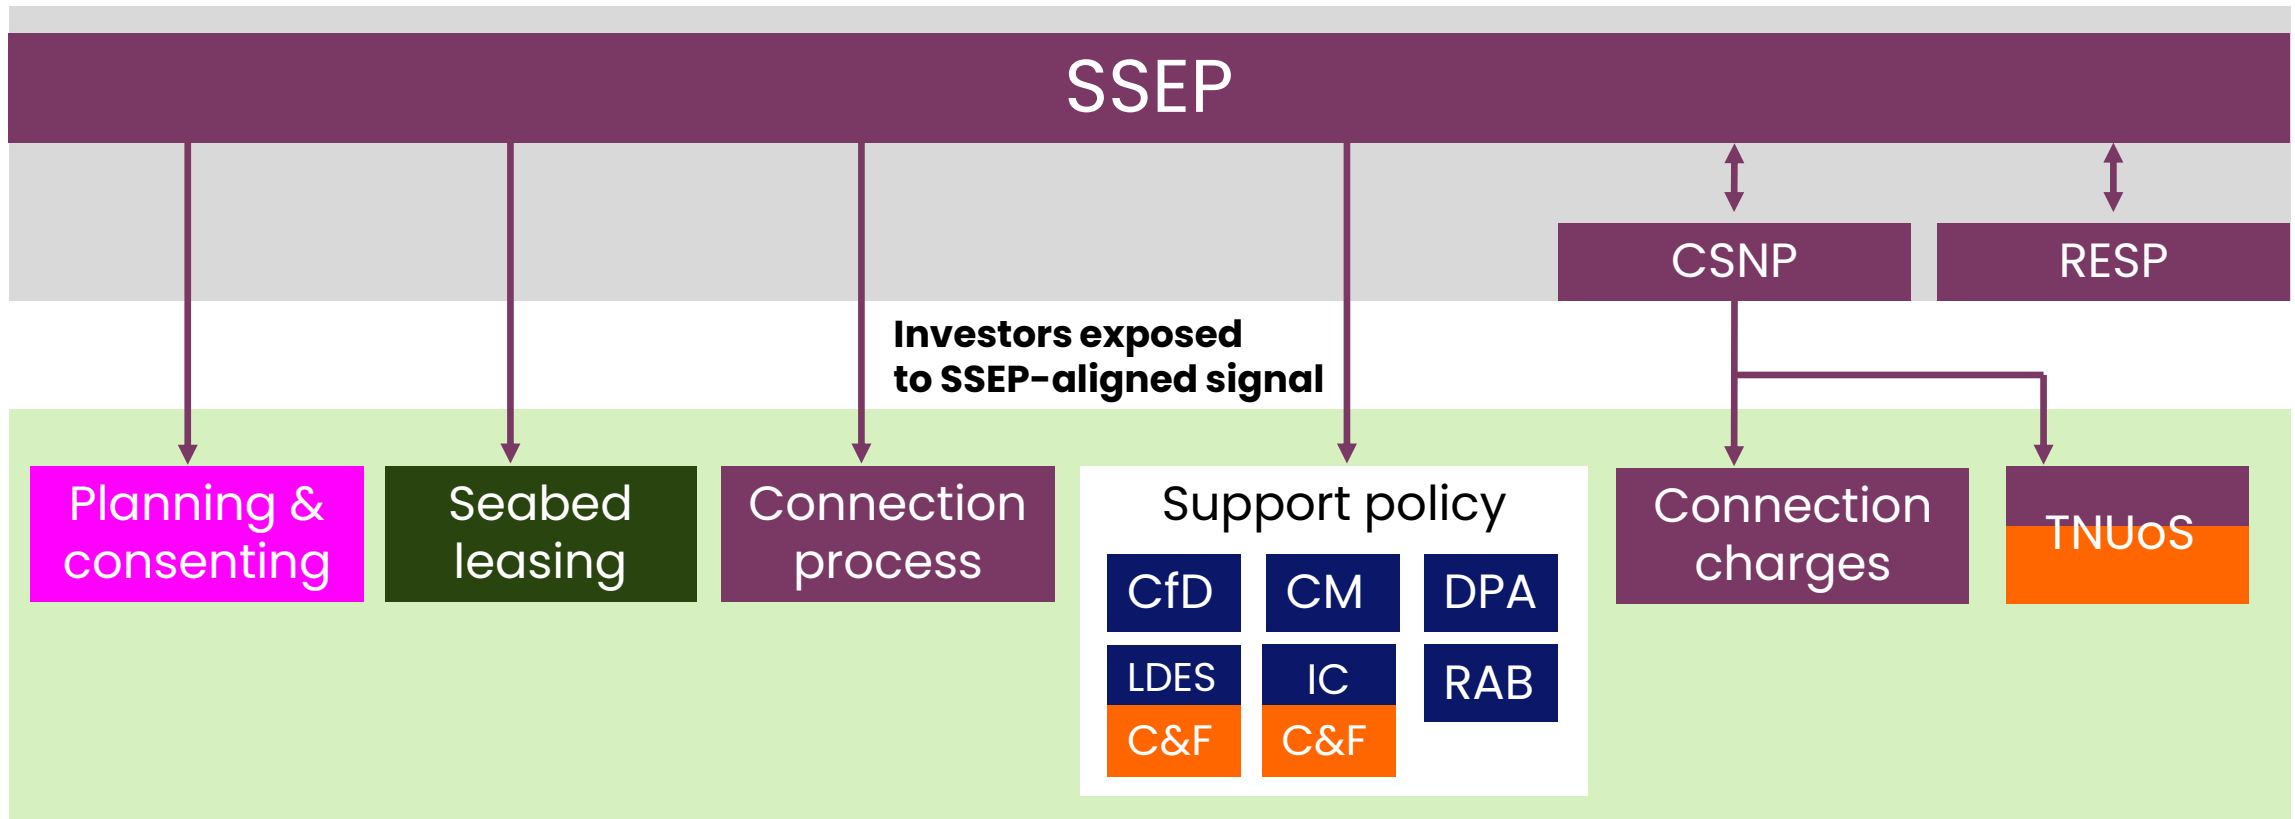 SSEP
CSNP
RESP
Investors exposed
to SSEP-aligned signal
Planning &
consenting
Seabed
leasing
Connection
process
Support policy
CfD
CM
DPA
LDES
C&F
IC
C&F
RAB
Connection
charges
TNUoS